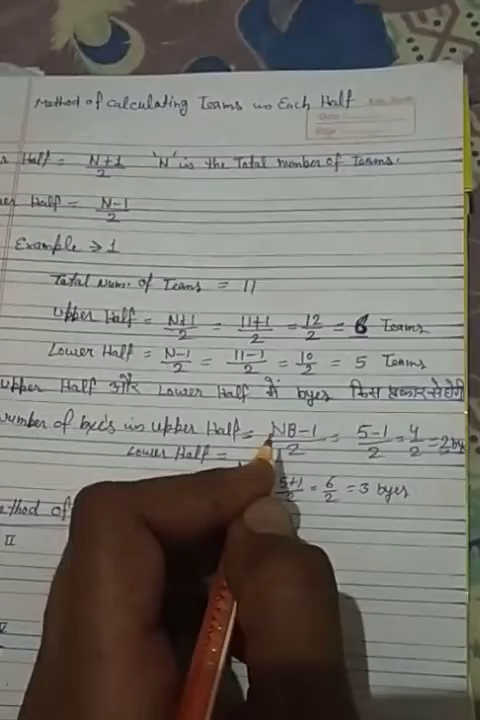 Method of calculating Teams in Each Half
Half = N+1/2 'N' is the Total number of Teams.
Half = N-1/2
Example → 1
Total Num. of Teams = 11
Upper Half = N+1/2 = 11+1/2 = 12/2 = 6 Teams
Lower Half = N-1/2 = 11-1/2 = 10/2 = 5 Teams
Upper Half और Lower Half में byes किस प्रकार से होगी
Number of bye's in Upper Half = NB-1/2 = 5-1/2 = 4/2 = 2 by
Lower Half =
5+1/2 = 6/2 = 3 byes
of
II